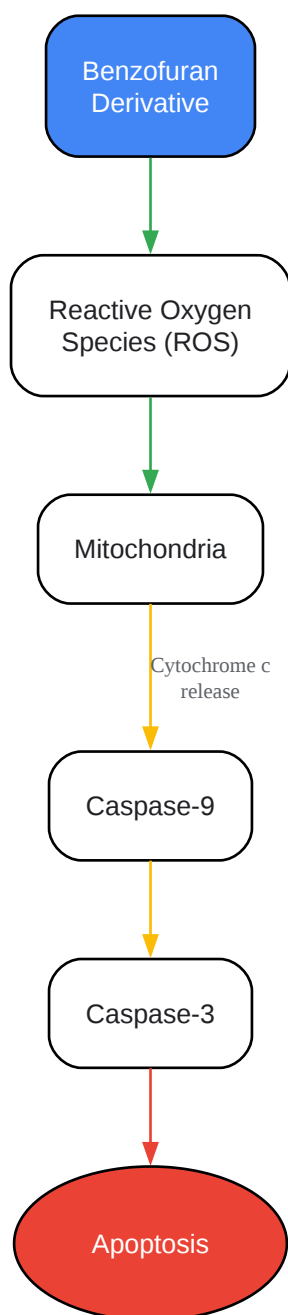 Benzofuran
Derivative
Reactive Oxygen
Species (ROS)
Mitochondria
Cytochrome c
release
Caspase-9
Caspase-3
Apoptosis